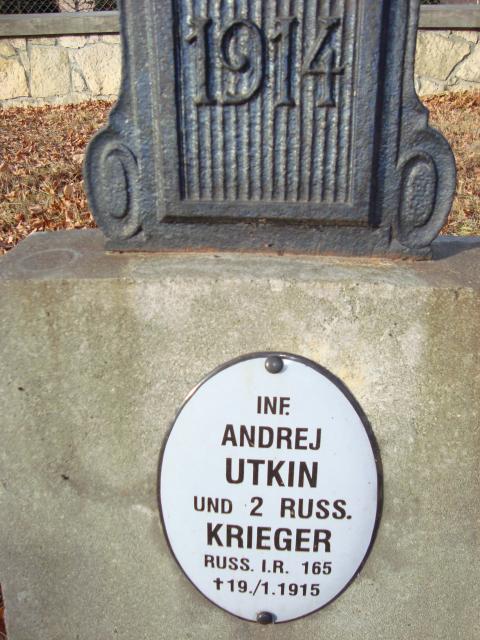 1914
INF.
ANDREJ
UTKIN
UND 2 RUSS.
KRIEGER
RUSS. I.R. 165
†19./1.1915